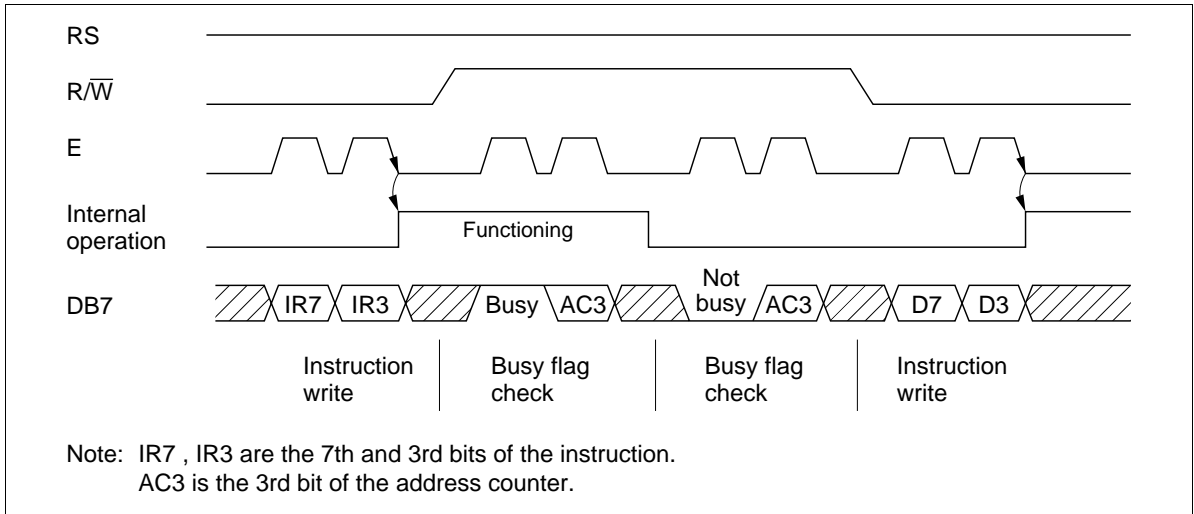 RS
R/W̅
E
Internal
operation
Functioning
DB7
IR7 IR3 Busy AC3 Not
busy AC3 D7 D3
Instruction
write
Busy flag
check
Busy flag
check
Instruction
write
Note: IR7 , IR3 are the 7th and 3rd bits of the instruction.
AC3 is the 3rd bit of the address counter.